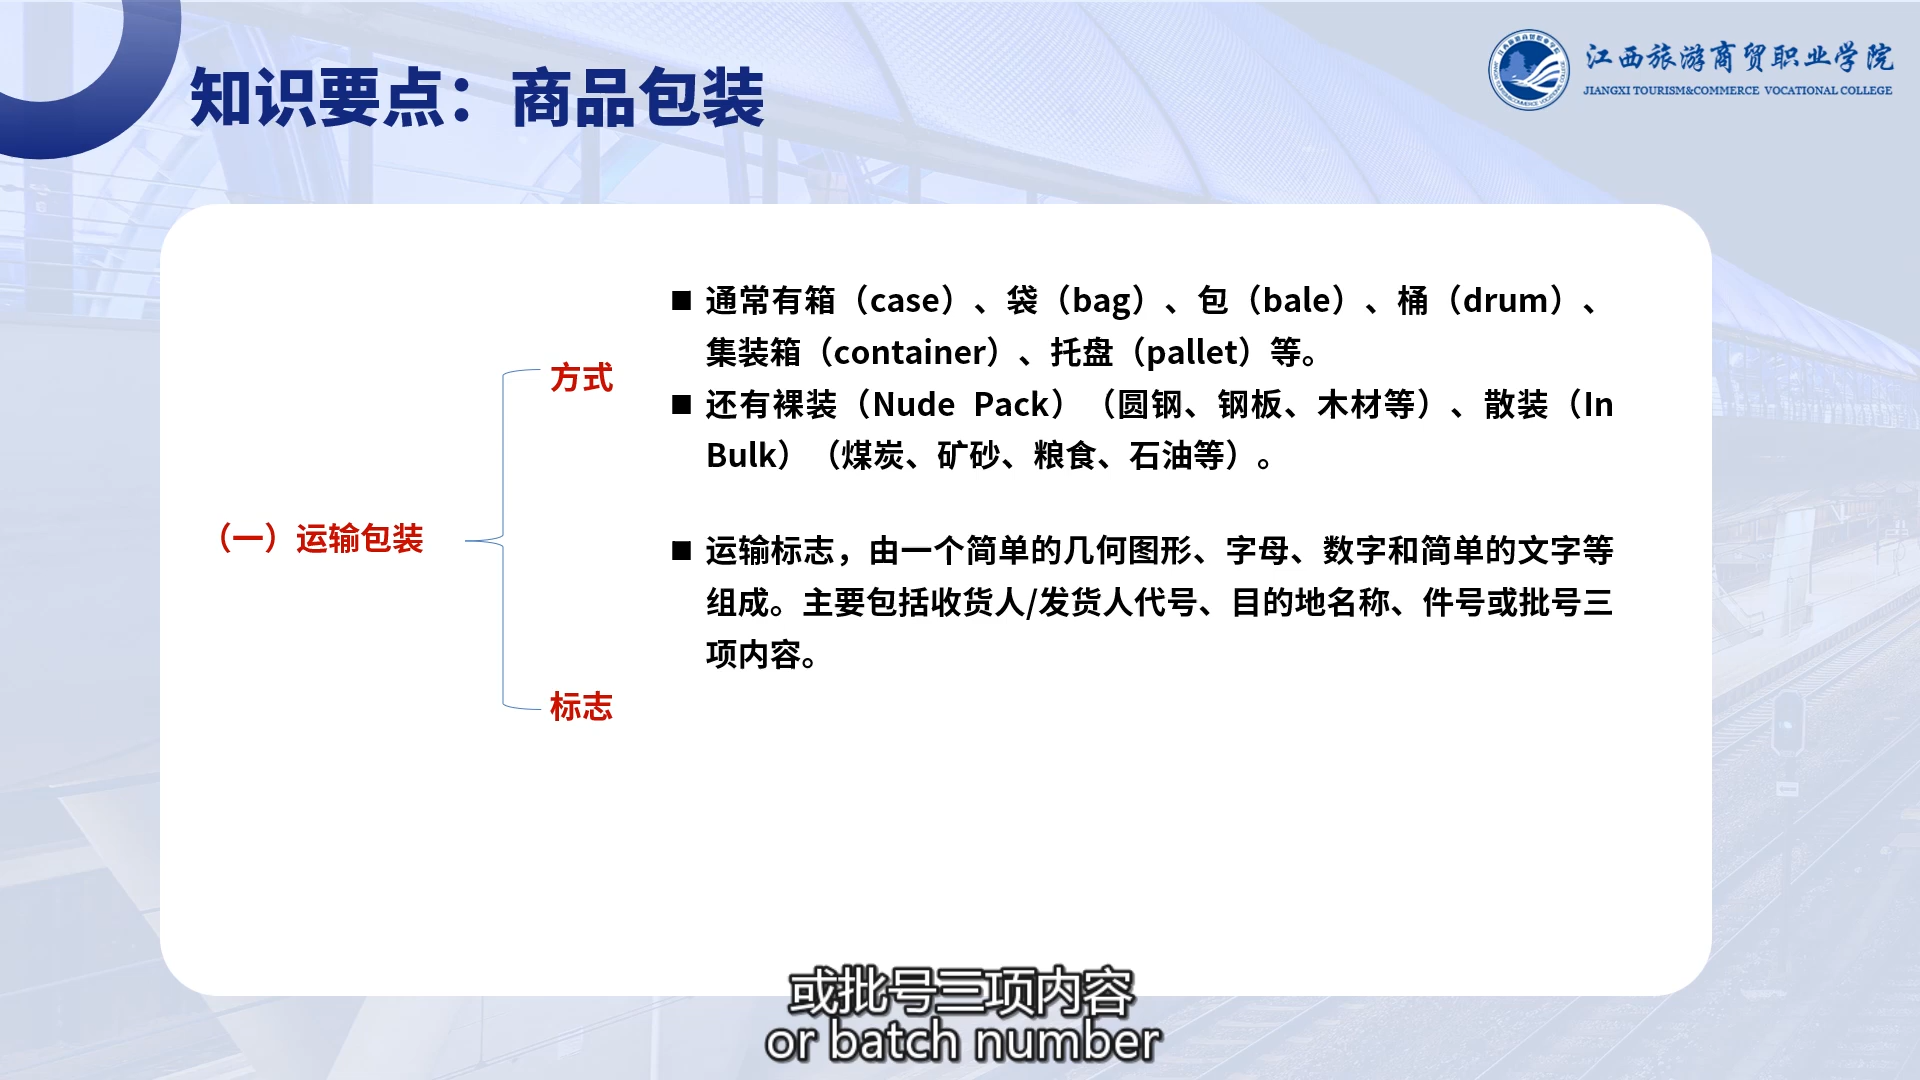 知识要点：商品包装
江西旅游商贸职业学院
JIANGXI TOURISM&COMMERCE VOCATIONAL COLLEGE
■ 通常有箱（case）、袋（bag）、包（bale）、桶（drum）、
集装箱（container）、托盘（pallet）等。
方式
■ 还有裸装（Nude Pack）（圆钢、钢板、木材等）、散装（In
Bulk）（煤炭、矿砂、粮食、石油等）。
（一）运输包装
■ 运输标志，由一个简单的几何图形、字母、数字和简单的文字等
组成。主要包括收货人/发货人代号、目的地名称、件号或批号三
项内容。
标志
或批号三项内容
or batch number